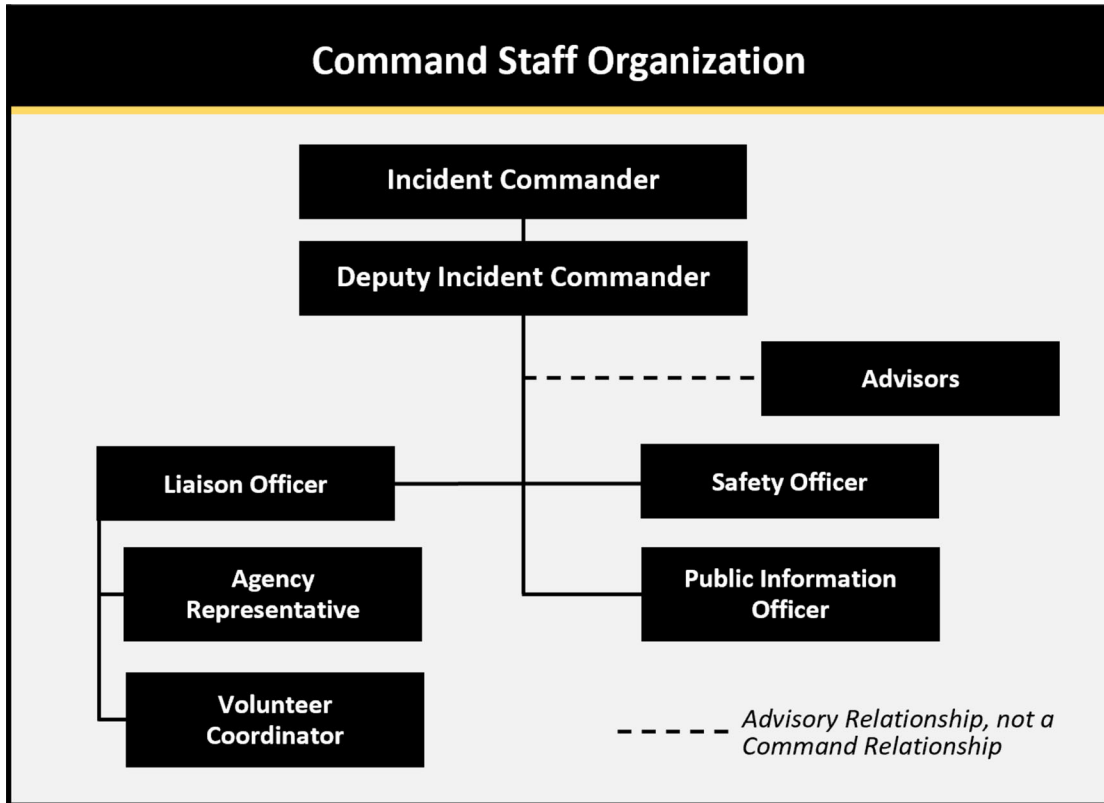 Command Staff Organization
Incident Commander
Deputy Incident Commander
Advisors
Liaison Officer
Safety Officer
Agency
Representative
Public Information
Officer
Volunteer
Coordinator
Advisory Relationship, not a
Command Relationship